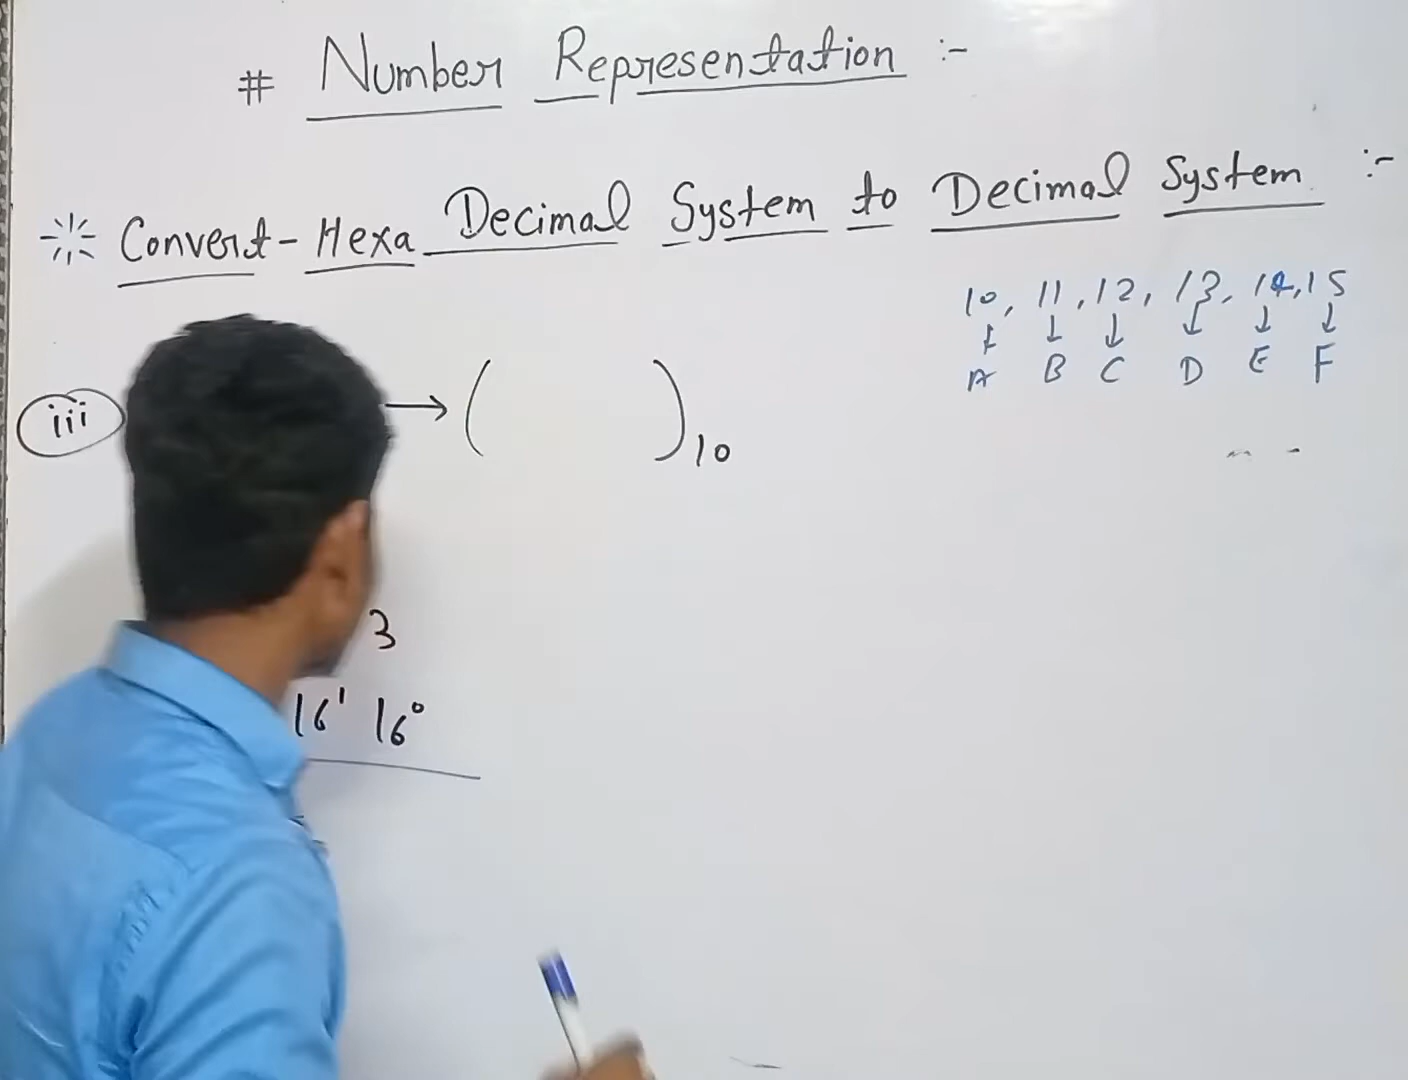 # Number Representation :-
Convert - Hexa Decimal System to Decimal System :-
10, 11, 12, 13, 14, 15
↓ ↓ ↓ ↓ ↓ ↓
A B C D E F
iii → ( )₁₀
3
16¹ 16⁰